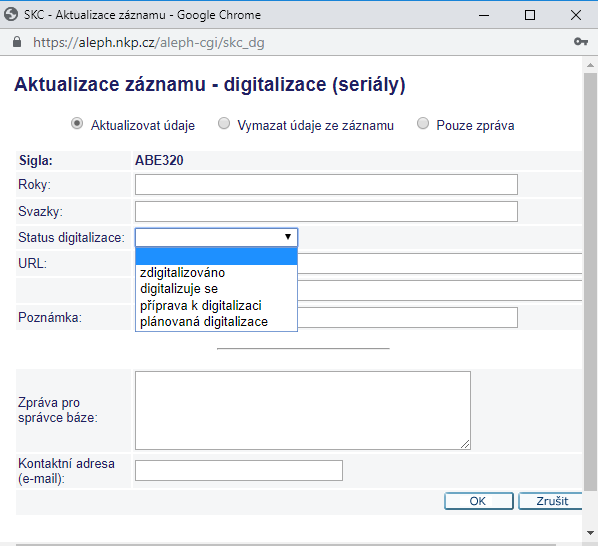 SKC - Aktualizace záznamu - Google Chrome
https://aleph.nkp.cz/aleph-cgi/skc_dg
Aktualizace záznamu - digitalizace (seriály)
Aktualizovat údaje Vymazat údaje ze záznamu Pouze zpráva
Sigla: ABE320
Roky:
Svazky:
Status digitalizace:
URL:
zdigitalizováno
digitalizuje se
příprava k digitalizaci
plánovaná digitalizace
Poznámka:
Zpráva pro
správce báze:
Kontaktní adresa
(e-mail):
OK Zrušit